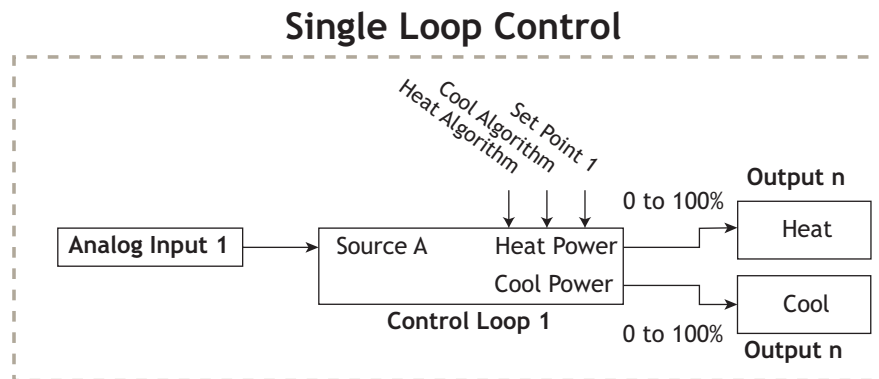 Single Loop Control
Heat Algorithm
Cool Algorithm
Set Point 1
Output n
0 to 100%
Heat
Analog Input 1
Source A
Heat Power
Cool Power
Cool
Control Loop 1
0 to 100%
Output n